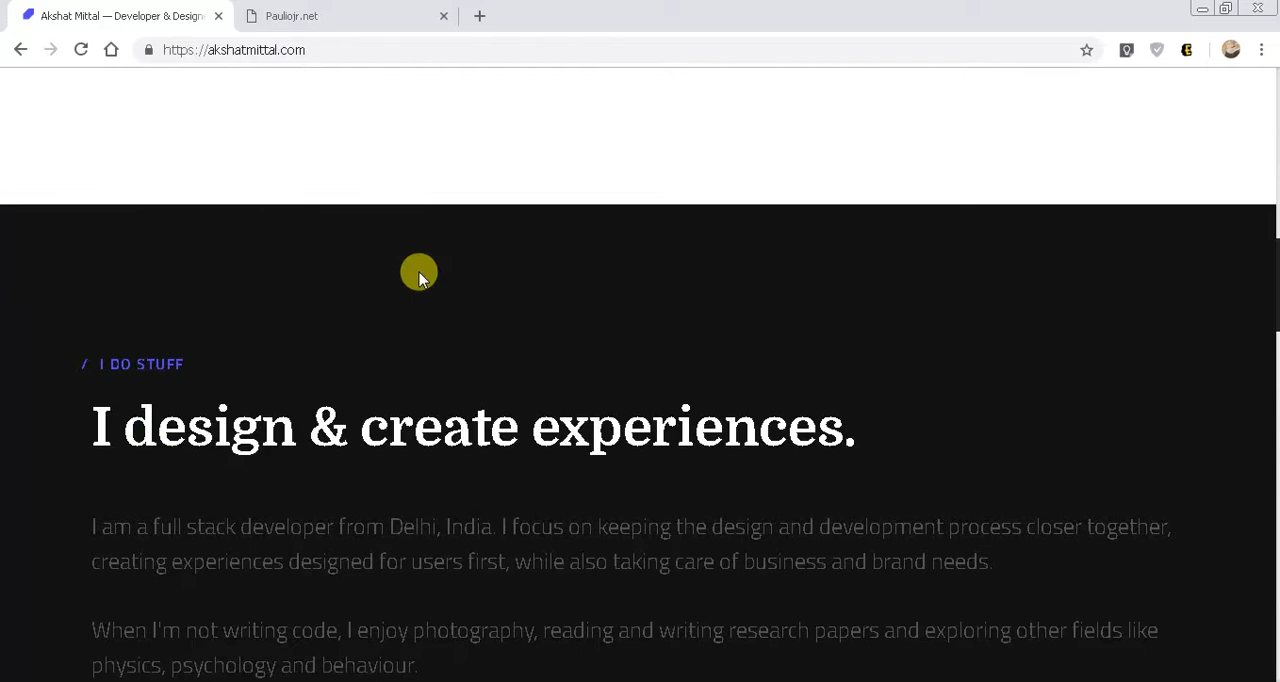 Akshat Mittal — Developer & Designe
Pauliojr.net
https://akshatmittal.com
/ I DO STUFF
I design & create experiences.
I am a full stack developer from Delhi, India. I focus on keeping the design and development process closer together,
creating experiences designed for users first, while also taking care of business and brand needs.
When I'm not writing code, I enjoy photography, reading and writing research papers and exploring other fields like
physics, psychology and behaviour.